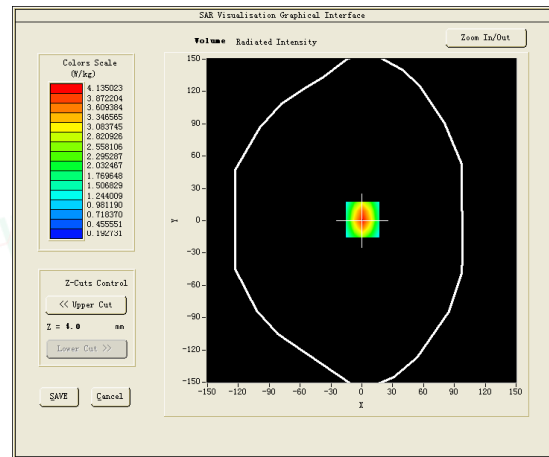 SAR Visualisation Graphical Interface
Volume Radiated Intensity
Zoom In/Out
Colors Scale
(W/kg)
4.135023
3.872204
3.609384
3.346565
3.083745
2.820926
2.558106
2.295287
2.032467
1.769648
1.506829
1.244009
0.981190
0.718370
0.455551
0.192731
Z-Cuts Control
<< Upper Cut
Z = 4.0 mm
Lower Cut >>
SAVE Cancel
150
120
90
60
30
0
-30
-60
-90
-120
-150
Y
-150 -120 -90 -60 -30 0 30 60 90 120 150
X